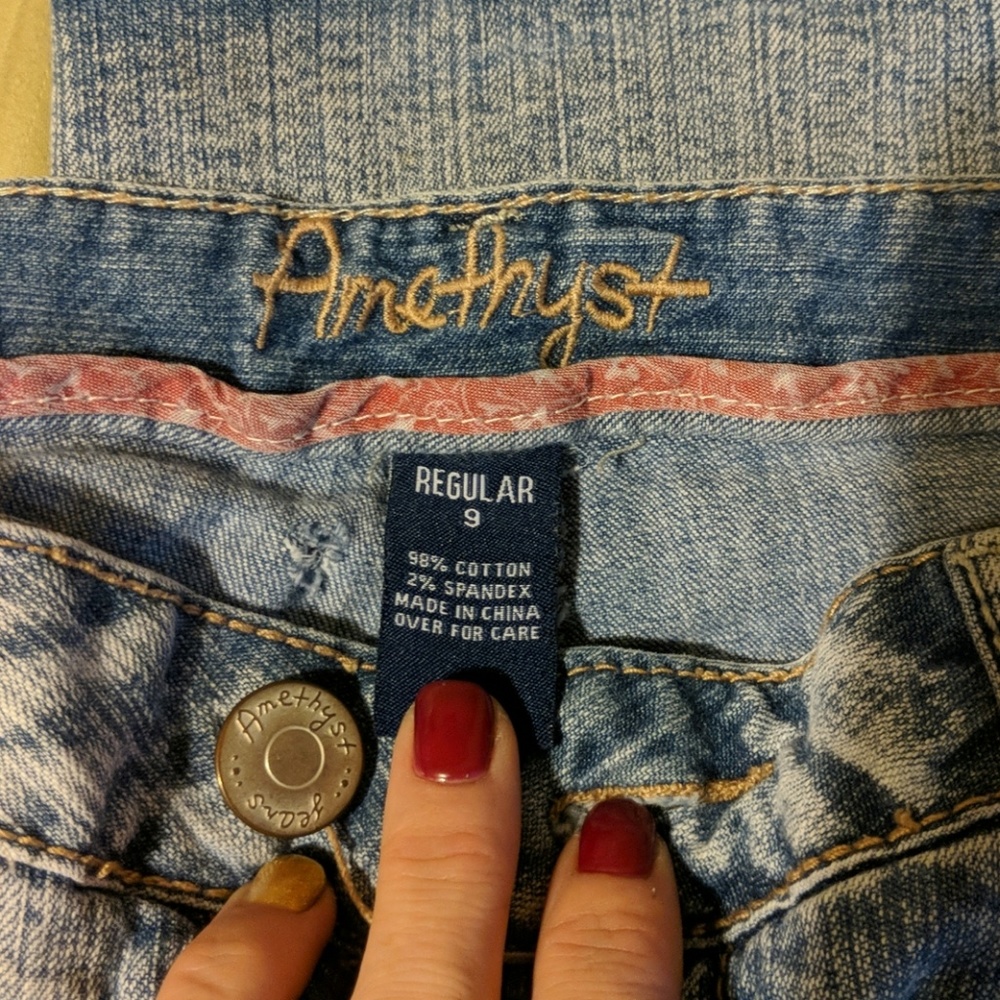 Amethyst
REGULAR
9
98% COTTON
2% SPANDEX
MADE IN CHINA
OVER FOR CARE
Amethyst
Jeans